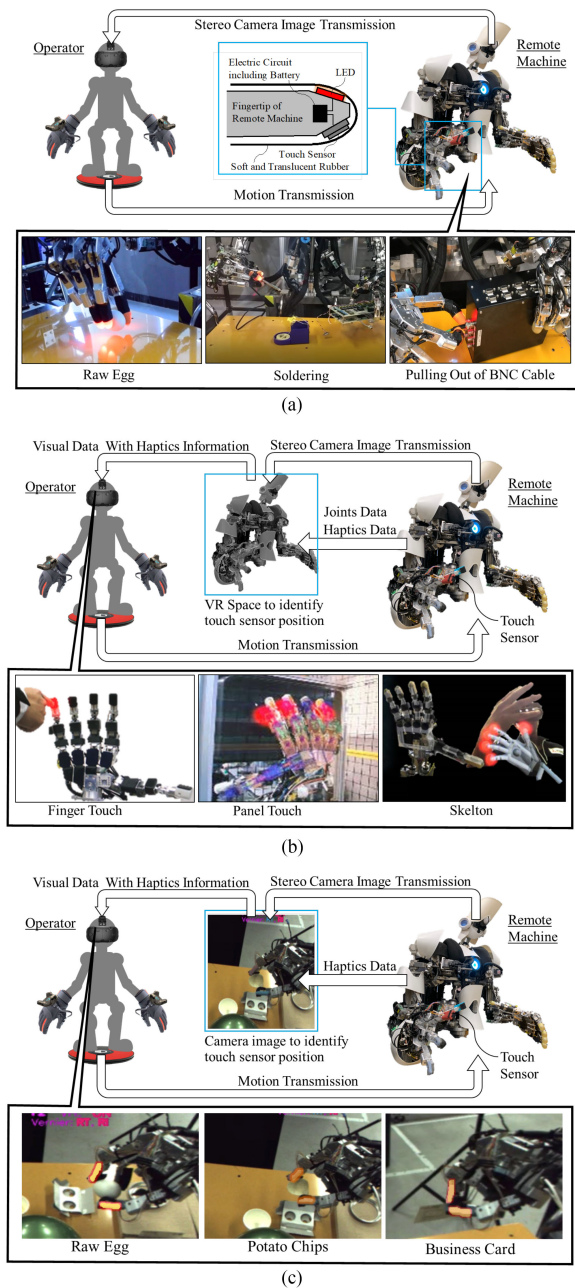 Stereo Camera Image Transmission
Operator
Remote
Machine
Electric Circuit
including Battery
LED
Fingertip of
Remote Machine
Touch Sensor
Soft and Translucent Rubber
Motion Transmission
Raw Egg
Soldering
Pulling Out of BNC Cable
(a)
Visual Data With Haptics Information
Stereo Camera Image Transmission
Operator
Remote
Machine
Joints Data
Haptics Data
VR Space to identify
touch sensor position
Touch
Sensor
Motion Transmission
Finger Touch
Panel Touch
Skelton
(b)
Visual Data With Haptics Information
Stereo Camera Image Transmission
Operator
Remote
Machine
Haptics Data
Camera image to identify
touch sensor position
Touch
Sensor
Motion Transmission
Raw Egg
Potato Chips
Business Card
(c)